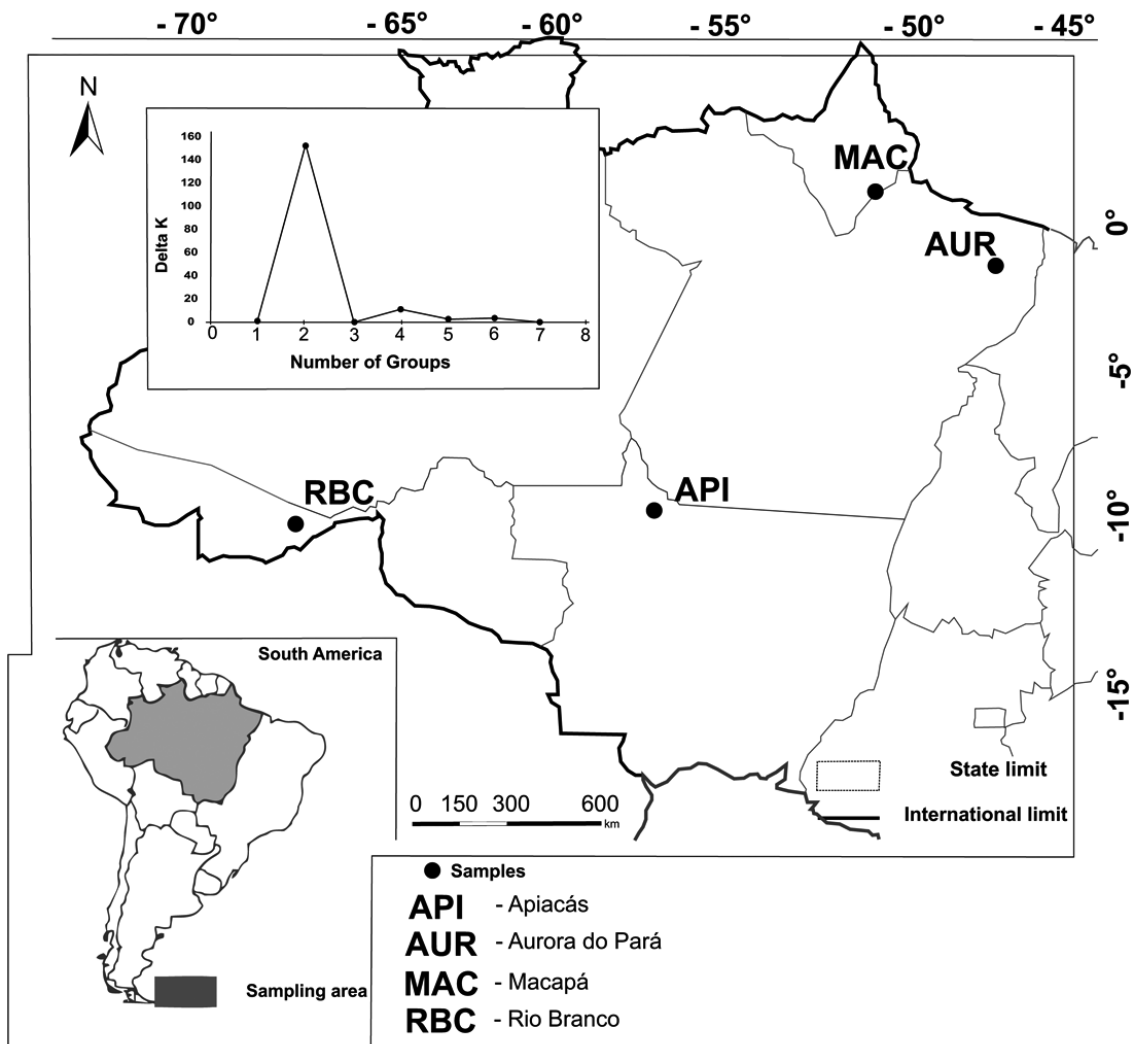 - 70° - 65° - 60° - 55° - 50° - 45°
N
160
140
120
100
80
60
40
20
0
Delta K
0 1 2 3 4 5 6 7 8
Number of Groups
MAC
AUR
0°
-5°
RBC
API
-10°
-15°
South America
Sampling area
State limit
International limit
0 150 300 600
km
Samples
API - Apiacás
AUR - Aurora do Pará
MAC - Macapá
RBC - Rio Branco